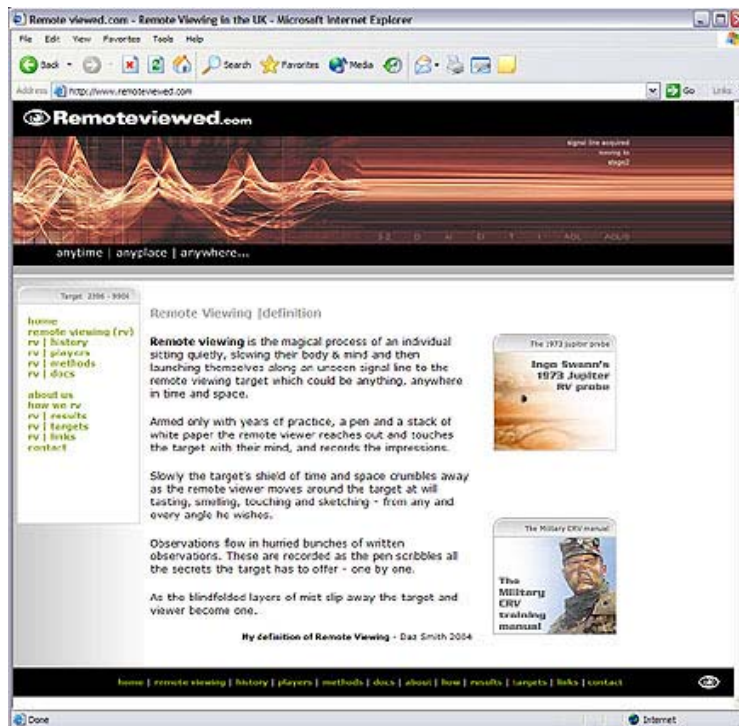 Remote viewed.com - Remote Viewing in the UK - Microsoft Internet Explorer
File Edit View Favorites Tools Help
Back Search Favorites Media
Address http://www.remoteviewed.com Go Links
Remoteviewed.com
signal line acquired
moving to
stage2
S-2 D AI EI T I AOL AOL/S
anytime | anyplace | anywhere...
Target
home
remote viewing (rv)
rv | history
rv | players
rv | methods
rv | docs
about us
how we rv
rv | results
rv | targets
rv | links
contact
Remote Viewing |definition
Remote viewing is the magical process of an individual
sitting quietly, slowing their body & mind and then
launching themselves along an unseen signal line to the
remote viewing target which could be anything, anywhere
in time and space.
Armed only with years of practice, a pen and a stack of
white paper the remote viewer reaches out and touches
the target with their mind, and records the impressions.
Slowly the target's shield of time and space crumbles away
as the remote viewer moves around the target at will
tasting, smelling, touching and sketching - from any and
every angle he wishes.
Observations flow in hurried bunches of written
observations. These are recorded as the pen scribbles all
the secrets the target has to offer - one by one.
As the blindfolded layers of mist slip away the target and
viewer become one.
My definition of Remote Viewing - Daz Smith 2004
The 1973 Jupiter probe
Ingo Swann's
1973 Jupiter
RV probe
The Military CRV manual
The
Military
CRV
training
manual
home | remote viewing | history | players | methods | docs | about | how | results | targets | links | contact
Done Internet